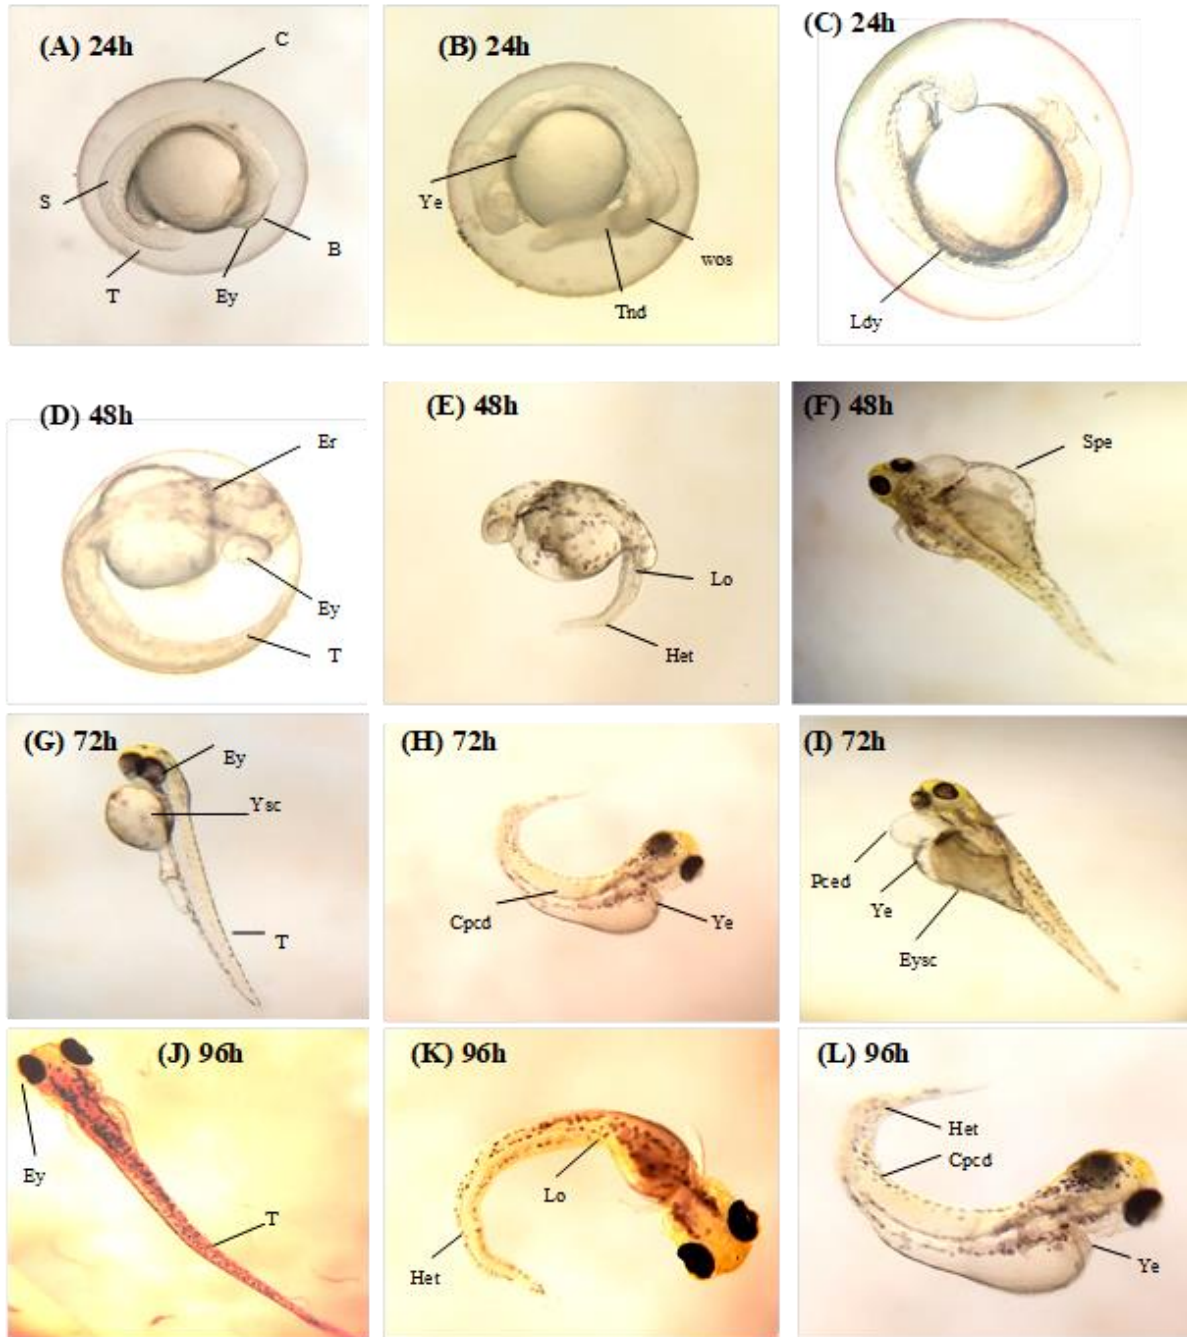 (A) 24h
C
S
B
T
Ey
(B) 24h
Ye
wos
Tnd
(C) 24h
Ldy
(D) 48h
Er
Ey
T
(E) 48h
Lo
Het
(F) 48h
Spe
(G) 72h
Ey
Ysc
T
(H) 72h
Cpcd
Ye
(I) 72h
Pced
Ye
Eysc
(J) 96h
Ey
T
(K) 96h
Lo
Het
(L) 96h
Het
Cpcd
Ye